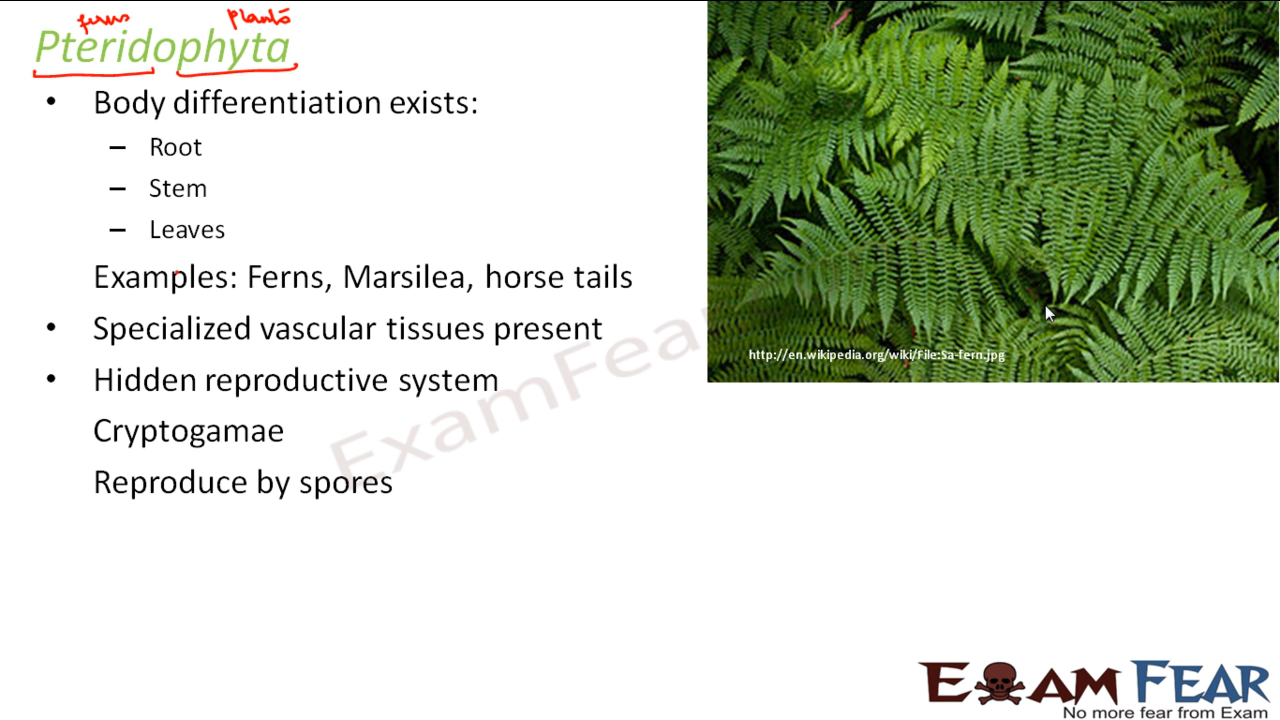 ferns plants
Pteridophyta
• Body differentiation exists:
– Root
– Stem
– Leaves
Examples: Ferns, Marsilea, horse tails
• Specialized vascular tissues present
• Hidden reproductive system
Cryptogamae
Reproduce by spores
http://en.wikipedia.org/wiki/File:Sa-fern.jpg
ExamFear
EXAM FEAR
No more fear from Exam